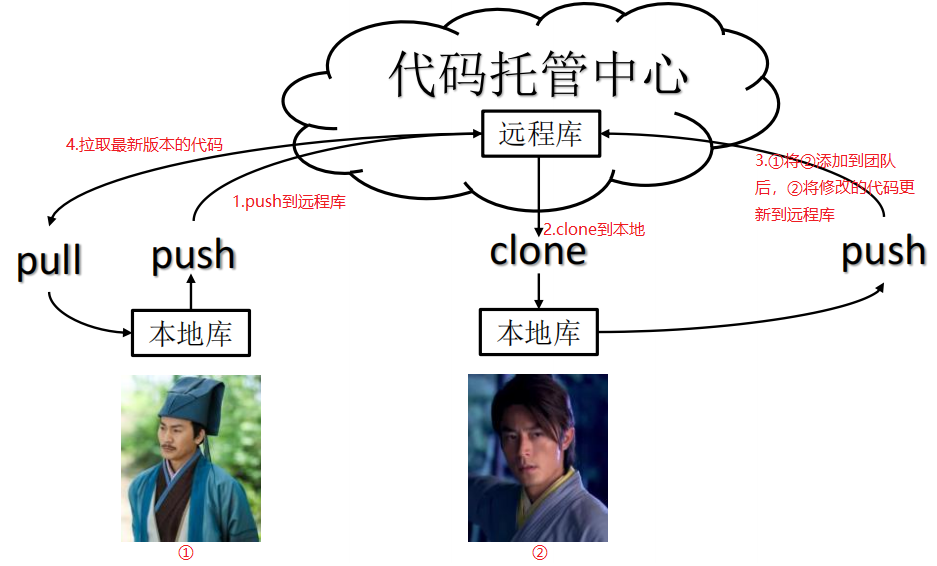 代码托管中心
远程库
4.拉取最新版本的代码
1.push到远程库
2.clone到本地
3.①将②添加到团队
后，②将修改的代码更
新到远程库
pull
push
clone
push
本地库
本地库
①
②